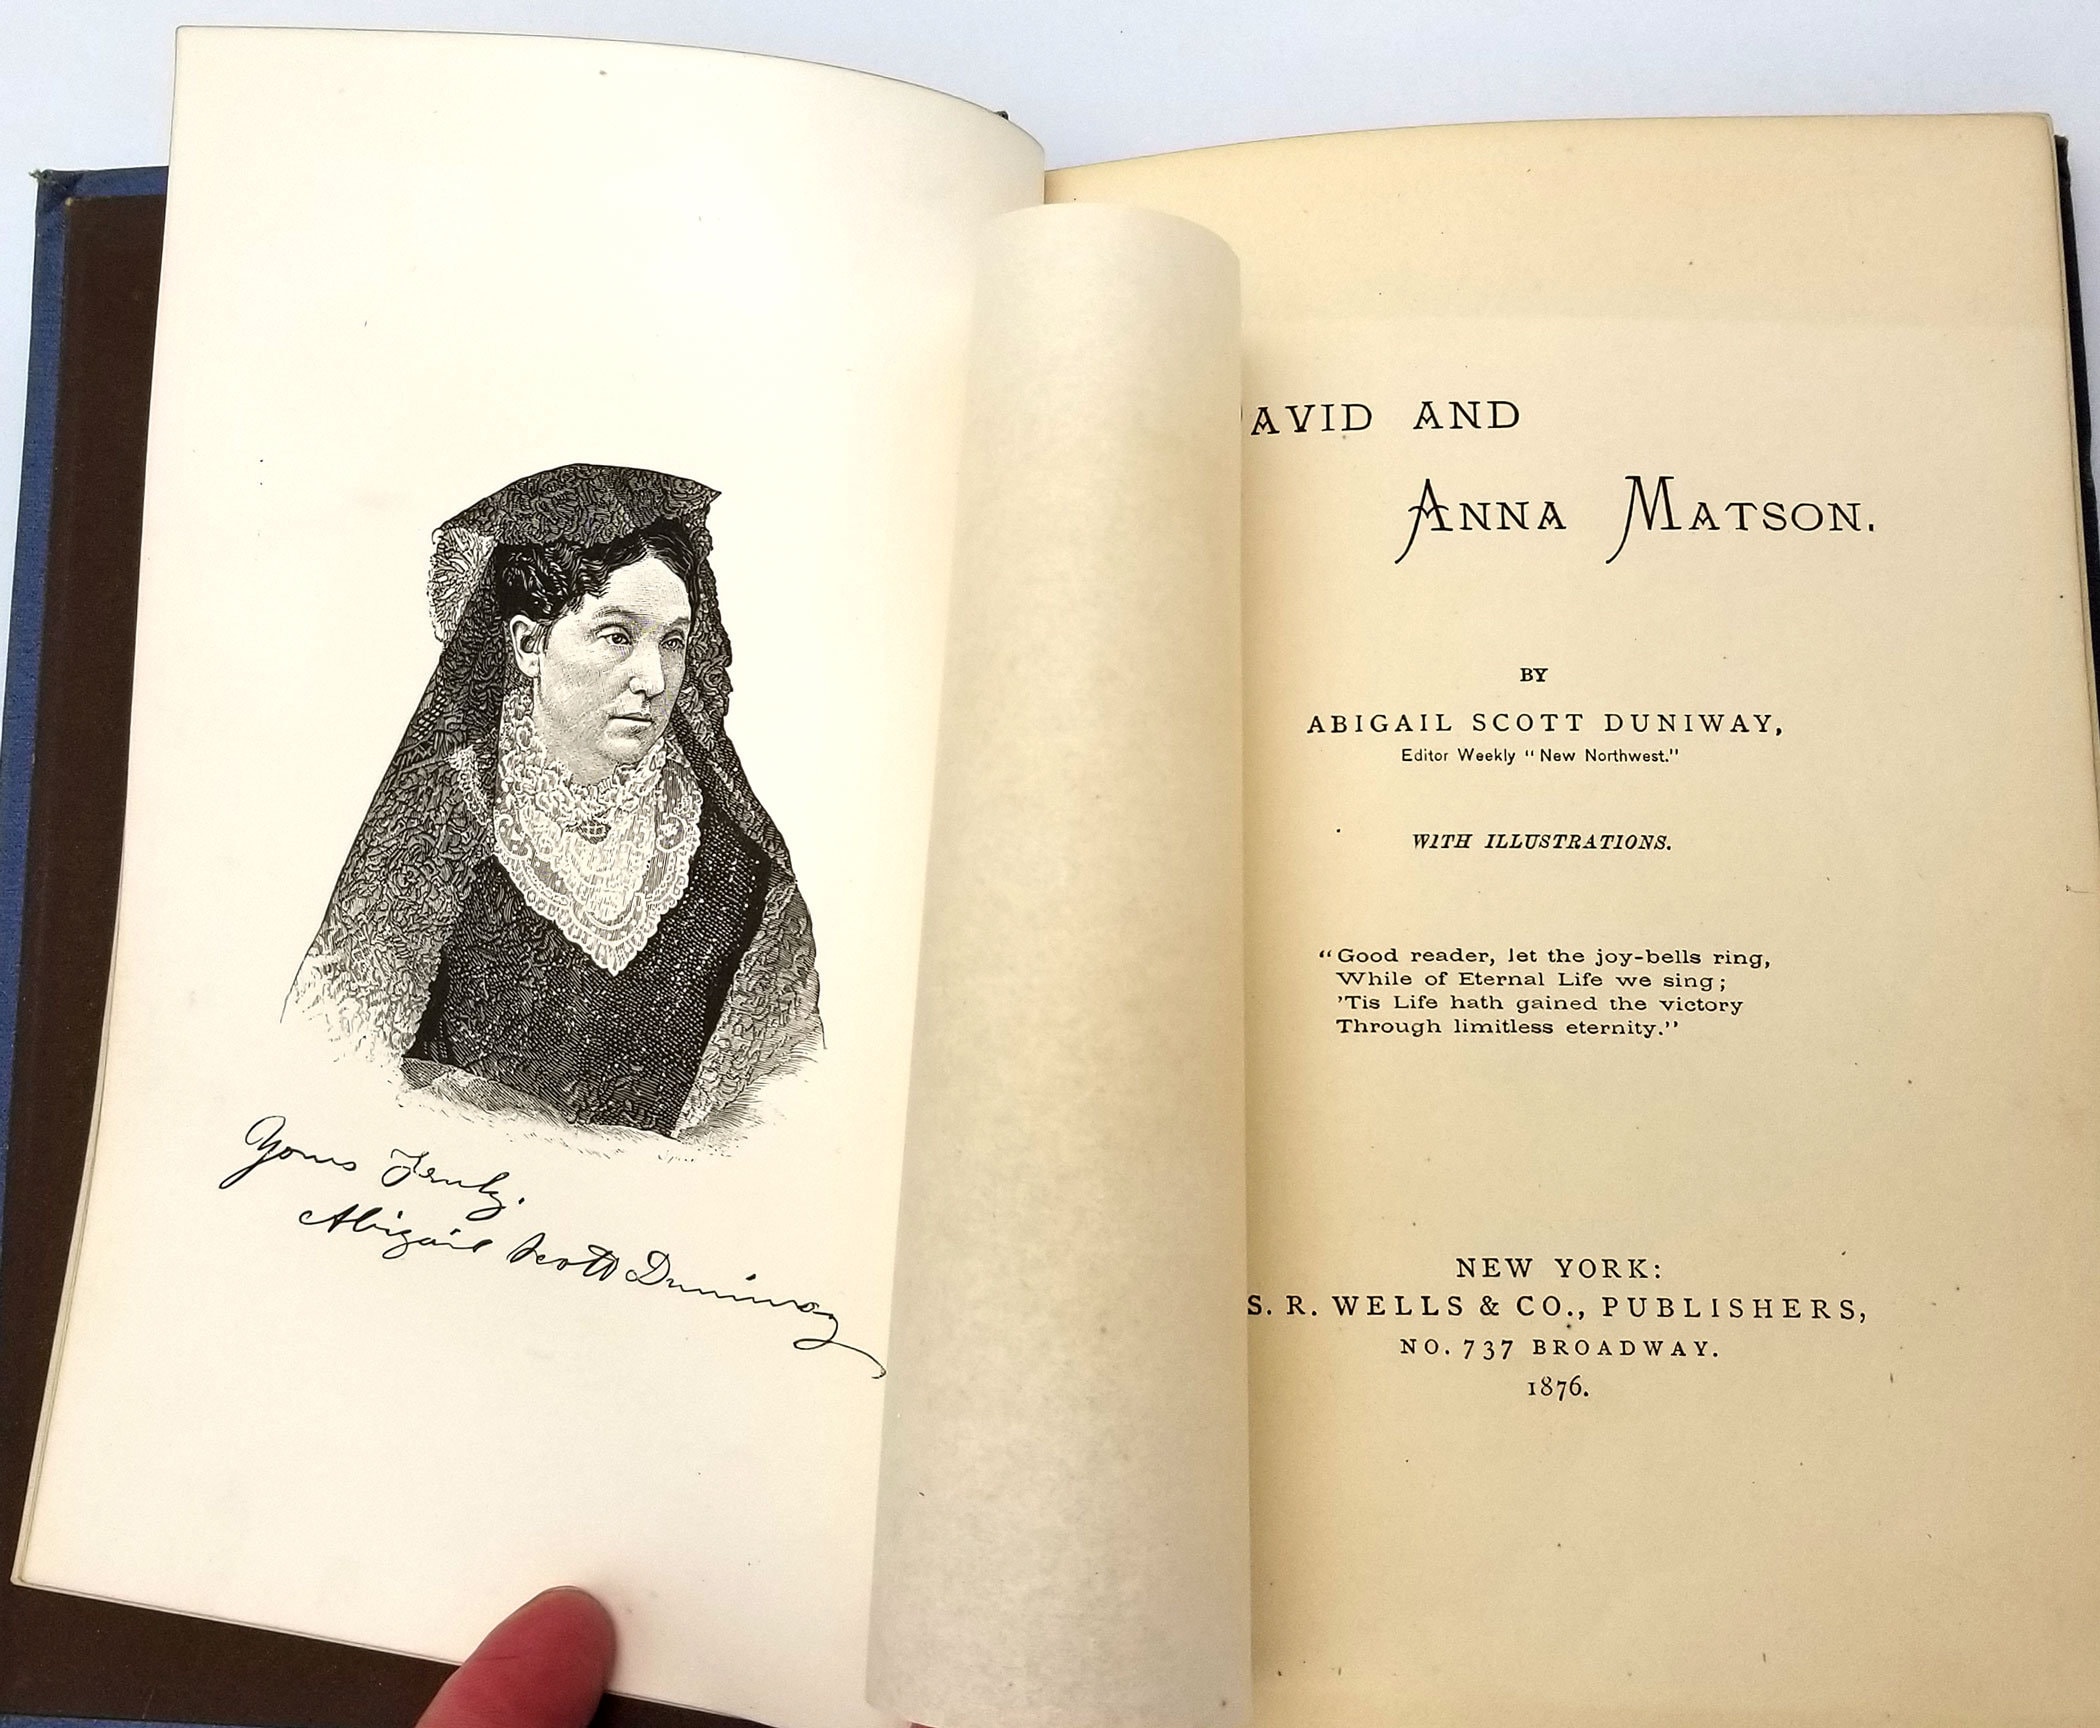 Yours Truly.
Abigail Scott Duniway
DAVID AND
ANNA MATSON.
BY
ABIGAIL SCOTT DUNIWAY,
Editor Weekly “New Northwest.”
WITH ILLUSTRATIONS.
“Good reader, let the joy-bells ring,
While of Eternal Life we sing;
’Tis Life hath gained the victory
Through limitless eternity.”
NEW YORK:
S. R. WELLS & CO., PUBLISHERS,
NO. 737 BROADWAY.
1876.